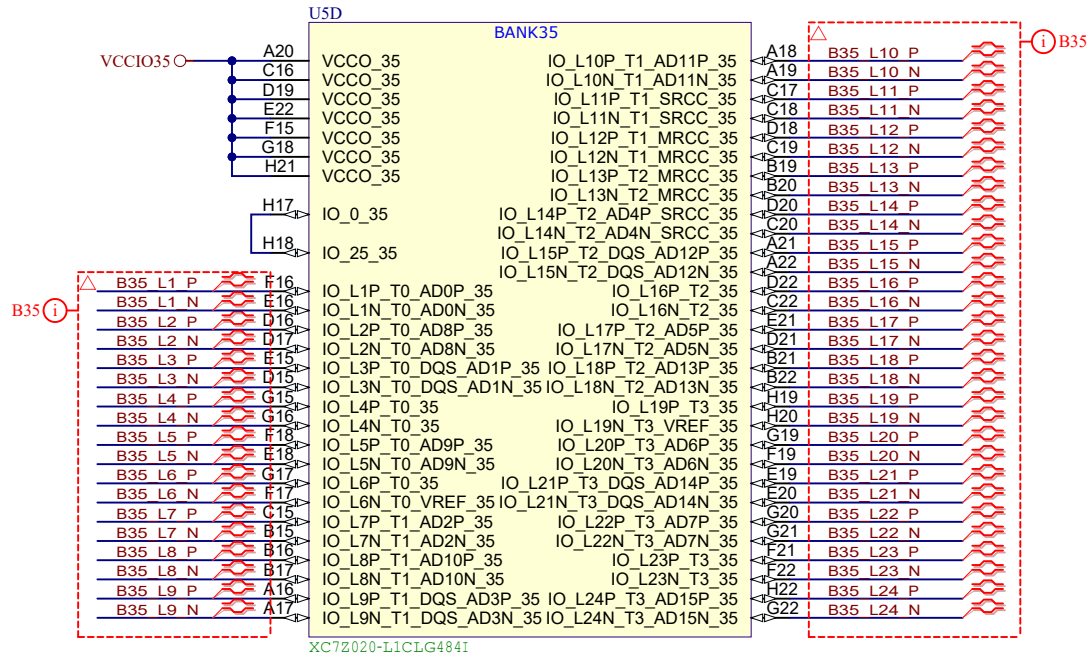 U5D
BANK35
VCCIO35
A20 VCCO_35
C16 VCCO_35
D19 VCCO_35
E22 VCCO_35
F15 VCCO_35
G18 VCCO_35
H21 VCCO_35
H17 IO_0_35
H18 IO_25_35
B35
B35_L1_P F16 IO_L1P_T0_AD0P_35
B35_L1_N E16 IO_L1N_T0_AD0N_35
B35_L2_P D16 IO_L2P_T0_AD8P_35
B35_L2_N D17 IO_L2N_T0_AD8N_35
B35_L3_P E15 IO_L3P_T0_DQS_AD1P_35
B35_L3_N D15 IO_L3N_T0_DQS_AD1N_35
B35_L4_P G15 IO_L4P_T0_35
B35_L4_N G16 IO_L4N_T0_35
B35_L5_P F18 IO_L5P_T0_AD9P_35
B35_L5_N E18 IO_L5N_T0_AD9N_35
B35_L6_P G17 IO_L6P_T0_35
B35_L6_N F17 IO_L6N_T0_VREF_35
B35_L7_P C15 IO_L7P_T1_AD2P_35
B35_L7_N B15 IO_L7N_T1_AD2N_35
B35_L8_P B16 IO_L8P_T1_AD10P_35
B35_L8_N B17 IO_L8N_T1_AD10N_35
B35_L9_P A16 IO_L9P_T1_DQS_AD3P_35
B35_L9_N A17 IO_L9N_T1_DQS_AD3N_35
i B35
IO_L10P_T1_AD11P_35 A18 B35_L10_P
IO_L10N_T1_AD11N_35 A19 B35_L10_N
IO_L11P_T1_SRCC_35 C17 B35_L11_P
IO_L11N_T1_SRCC_35 C18 B35_L11_N
IO_L12P_T1_MRCC_35 D18 B35_L12_P
IO_L12N_T1_MRCC_35 C19 B35_L12_N
IO_L13P_T2_MRCC_35 B19 B35_L13_P
IO_L13N_T2_MRCC_35 B20 B35_L13_N
IO_L14P_T2_AD4P_SRCC_35 D20 B35_L14_P
IO_L14N_T2_AD4N_SRCC_35 C20 B35_L14_N
IO_L15P_T2_DQS_AD12P_35 A21 B35_L15_P
IO_L15N_T2_DQS_AD12N_35 A22 B35_L15_N
IO_L16P_T2_35 D22 B35_L16_P
IO_L16N_T2_35 C22 B35_L16_N
IO_L17P_T2_AD5P_35 E21 B35_L17_P
IO_L17N_T2_AD5N_35 D21 B35_L17_N
IO_L18P_T2_AD13P_35 B21 B35_L18_P
IO_L18N_T2_AD13N_35 B22 B35_L18_N
IO_L19P_T3_35 H19 B35_L19_P
IO_L19N_T3_VREF_35 H20 B35_L19_N
IO_L20P_T3_AD6P_35 G19 B35_L20_P
IO_L20N_T3_AD6N_35 F19 B35_L20_N
IO_L21P_T3_DQS_AD14P_35 E19 B35_L21_P
IO_L21N_T3_DQS_AD14N_35 E20 B35_L21_N
IO_L22P_T3_AD7P_35 G20 B35_L22_P
IO_L22N_T3_AD7N_35 G21 B35_L22_N
IO_L23P_T3_35 F21 B35_L23_P
IO_L23N_T3_35 F22 B35_L23_N
IO_L24P_T3_AD15P_35 H22 B35_L24_P
IO_L24N_T3_AD15N_35 G22 B35_L24_N
XC7Z020-L1CLG484I